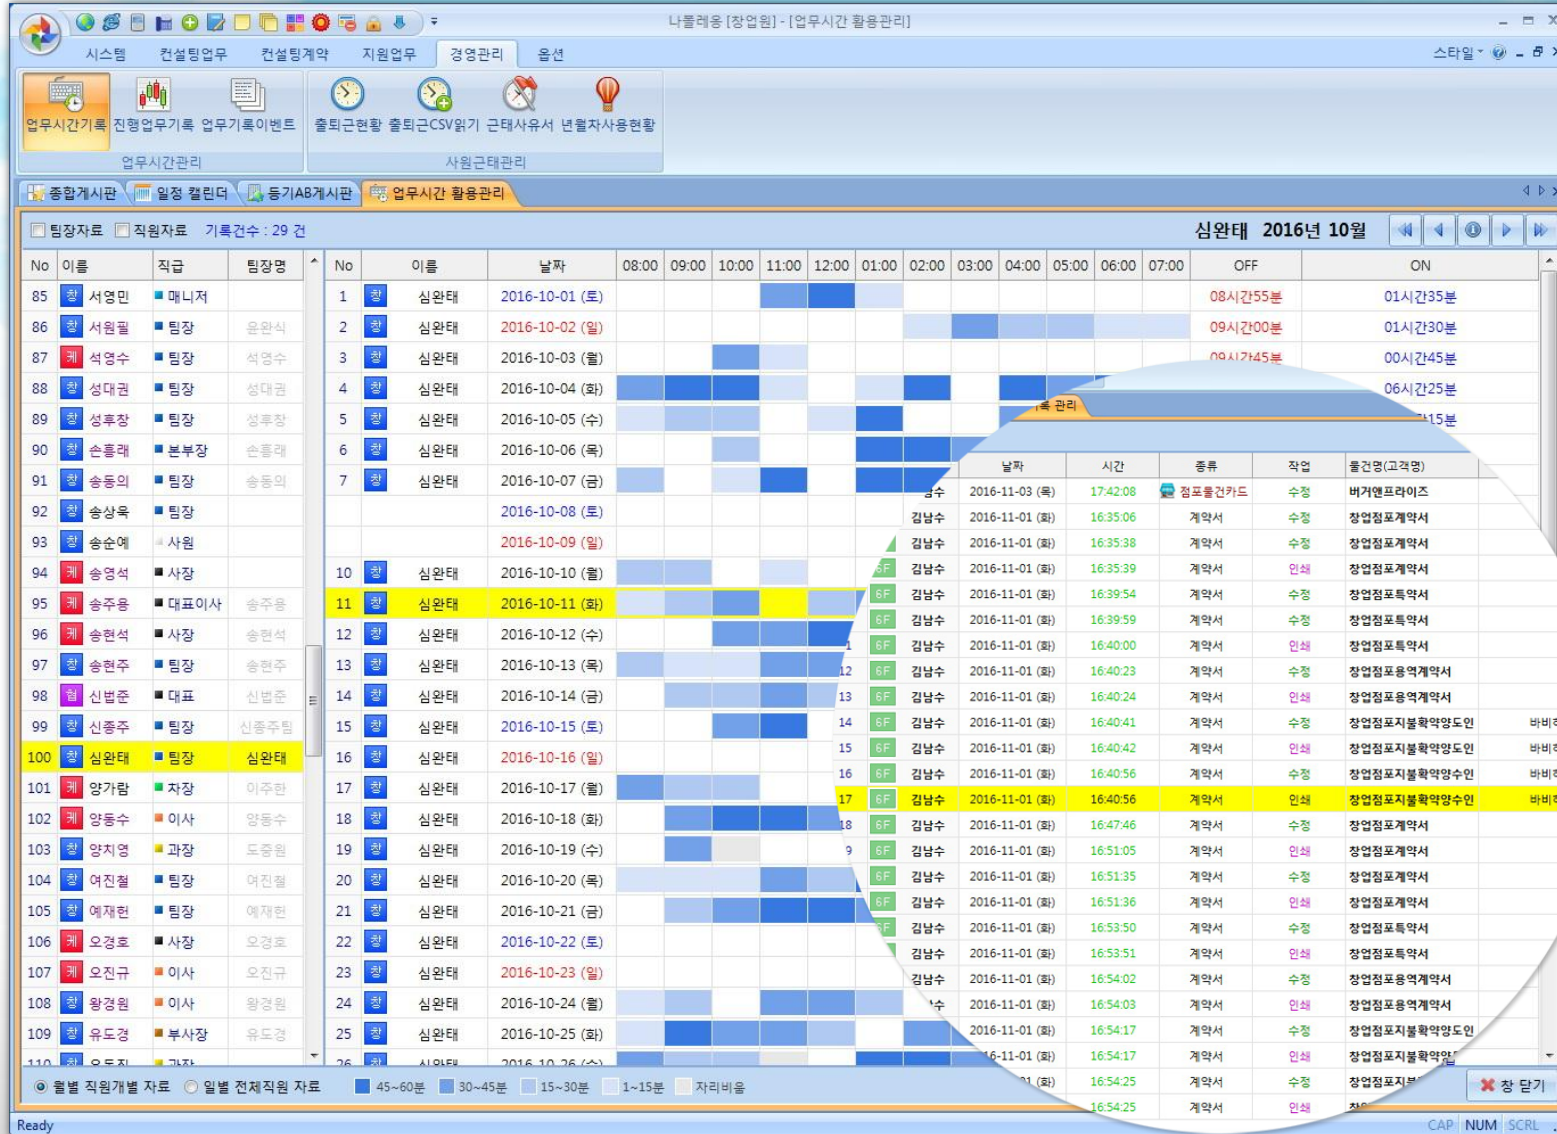 나폴레옹 [창업원] - [업무시간 활용관리]
시스템 컨설팅업무 컨설팅계약 지원업무 경영관리 옵션 스타일
업무시간기록 진행업무기록 업무기록이벤트 출퇴근현황 출퇴근CSV읽기 근태사유서 년월차사용현황
업무시간관리 사원근태관리
종합게시판 일정 캘린더 등기AB게시판 업무시간 활용관리
팀장자료 직원자료 기록건수 : 29 건 심완태 2016년 10월
No 이름 직급 팀장명 No 이름 날짜 08:00 09:00 10:00 11:00 12:00 01:00 02:00 03:00 04:00 05:00 06:00 07:00 OFF ON
85 창 서영민 매니저 1 창 심완태 2016-10-01 (토) 08시간55분 01시간35분
86 창 서원필 팀장 윤완식 2 창 심완태 2016-10-02 (일) 09시간00분 01시간30분
87 케 석영수 팀장 석영수 3 창 심완태 2016-10-03 (월) 09시간45분 00시간45분
88 창 성대권 팀장 성대권 4 창 심완태 2016-10-04 (화) 06시간25분
89 창 성후창 팀장 성후창 5 창 심완태 2016-10-05 (수) 15분
90 창 손흥래 본부장 손흥래 6 창 심완태 2016-10-06 (목)
91 창 송동의 팀장 송동의 7 창 심완태 2016-10-07 (금)
92 창 송상욱 팀장 2016-10-08 (토)
93 창 송순예 사원 2016-10-09 (일)
94 케 송영석 사장 10 창 심완태 2016-10-10 (월)
95 케 송주용 대표이사 송주용 11 창 심완태 2016-10-11 (화)
96 케 송현석 사장 송현석 12 창 심완태 2016-10-12 (수)
97 창 송현주 팀장 송현주 13 창 심완태 2016-10-13 (목)
98 협 신법준 대표 신법준 14 창 심완태 2016-10-14 (금)
99 창 신종주 팀장 신종주팀 15 창 심완태 2016-10-15 (토)
100 창 심완태 팀장 심완태 16 창 심완태 2016-10-16 (일)
101 케 양가람 차장 이주한 17 창 심완태 2016-10-17 (월)
102 케 양동수 이사 양동수 18 창 심완태 2016-10-18 (화)
103 창 양치영 과장 도중원 19 창 심완태 2016-10-19 (수)
104 창 여진철 팀장 여진철 20 창 심완태 2016-10-20 (목)
105 창 예재헌 팀장 예재헌 21 창 심완태 2016-10-21 (금)
106 케 오경호 사장 오경호 22 창 심완태 2016-10-22 (토)
107 케 오진규 이사 오진규 23 창 심완태 2016-10-23 (일)
108 창 왕경원 이사 왕경원 24 창 심완태 2016-10-24 (월)
109 창 유도경 부사장 유도경 25 창 심완태 2016-10-25 (화)
관리
날짜 시간 종류 작업 물건명(고객명)
2016-11-03 (목) 17:42:08 점포물건카드 수정 버거앤프라이즈
김남수 2016-11-01 (화) 16:35:06 계약서 수정 창업점포계약서
김남수 2016-11-01 (화) 16:35:38 계약서 수정 창업점포계약서
6F 김남수 2016-11-01 (화) 16:35:39 계약서 인쇄 창업점포계약서
6F 김남수 2016-11-01 (화) 16:39:54 계약서 수정 창업점포특약서
6F 김남수 2016-11-01 (화) 16:39:59 계약서 수정 창업점포특약서
6F 김남수 2016-11-01 (화) 16:40:00 계약서 인쇄 창업점포특약서
12 6F 김남수 2016-11-01 (화) 16:40:23 계약서 수정 창업점포용역계약서
13 6F 김남수 2016-11-01 (화) 16:40:24 계약서 인쇄 창업점포용역계약서
14 6F 김남수 2016-11-01 (화) 16:40:41 계약서 수정 창업점포지불확약양도인
15 6F 김남수 2016-11-01 (화) 16:40:42 계약서 인쇄 창업점포지불확약양도인
16 6F 김남수 2016-11-01 (화) 16:40:56 계약서 수정 창업점포지불확약양수인
17 6F 김남수 2016-11-01 (화) 16:40:56 계약서 인쇄 창업점포지불확약양수인
18 6F 김남수 2016-11-01 (화) 16:47:46 계약서 수정 창업점포계약서
6F 김남수 2016-11-01 (화) 16:51:05 계약서 인쇄 창업점포계약서
6F 김남수 2016-11-01 (화) 16:51:35 계약서 수정 창업점포계약서
6F 김남수 2016-11-01 (화) 16:51:36 계약서 인쇄 창업점포계약서
김남수 2016-11-01 (화) 16:53:50 계약서 수정 창업점포특약서
김남수 2016-11-01 (화) 16:53:51 계약서 인쇄 창업점포특약서
2016-11-01 (화) 16:54:02 계약서 수정 창업점포용역계약서
2016-11-01 (화) 16:54:03 계약서 인쇄 창업점포용역계약서
2016-11-01 (화) 16:54:17 계약서 수정 창업점포지불확약양도인
16:54:17 계약서 인쇄
16:54:25 계약서 수정
16:54:25 계약서 인쇄
월별 직원개별 자료 일별 전체직원 자료 45~60분 30~45분 15~30분 1~15분 자리비움 창 닫기
Ready CAP NUM SCRL